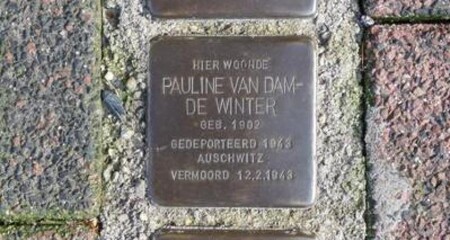 HIER WOONDE
PAULINE VAN DAM-
DE WINTER
GEB. 1902
GEDEPORTEERD 1943
AUSCHWITZ
VERMOORD 12.2.1943